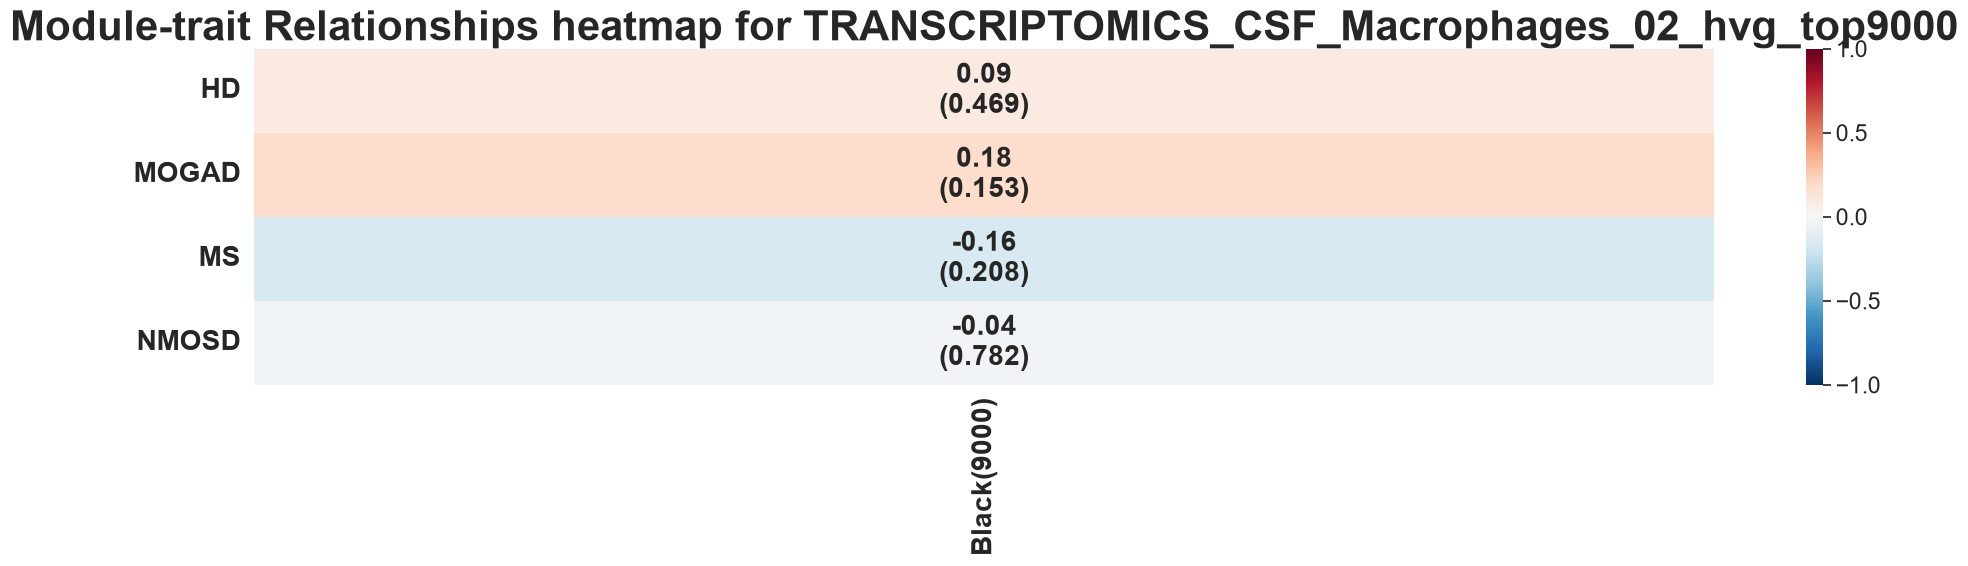 Module-trait Relationships heatmap for TRANSCRIPTOMICS_CSF_Macrophages_02_hvg_top9000
HD
0.09
(0.469)
MOGAD
0.18
(0.153)
MS
-0.16
(0.208)
NMOSD
-0.04
(0.782)
Black(9000)
1.0
0.5
0.0
−0.5
−1.0